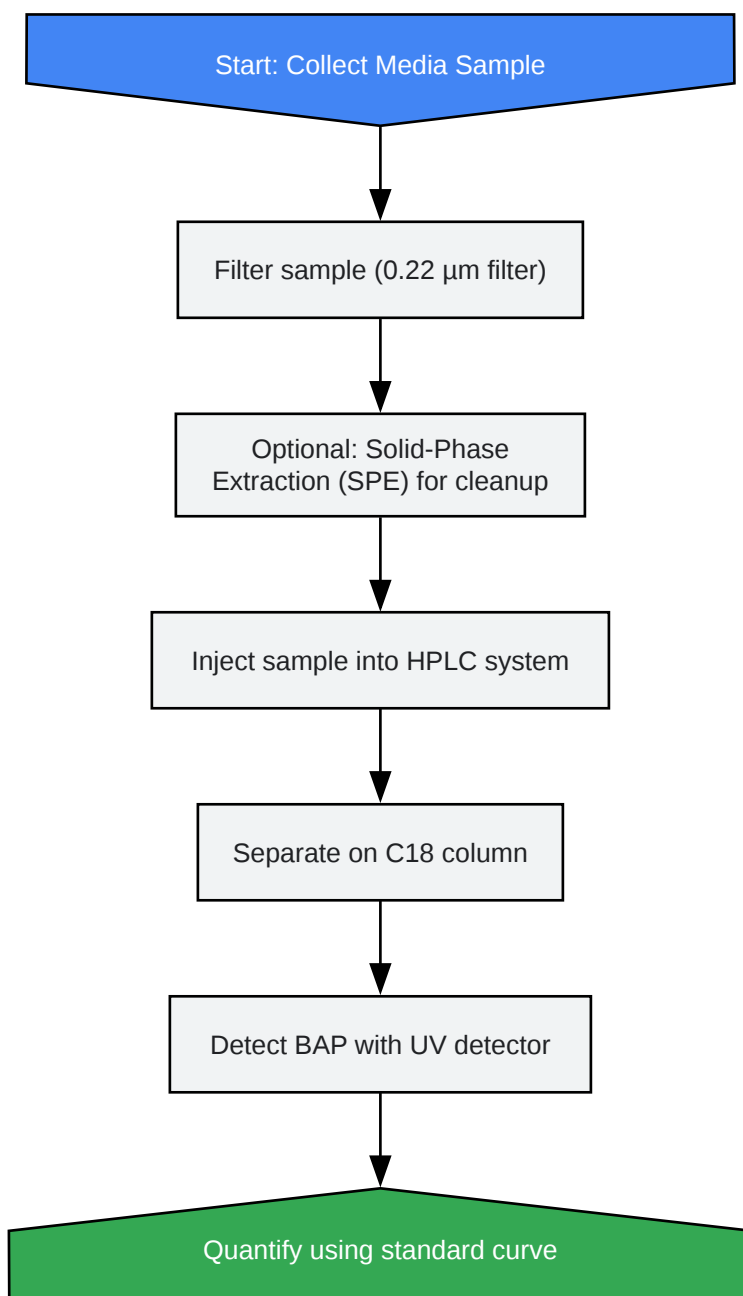 Start: Collect Media Sample
Filter sample (0.22 µm filter)
Optional: Solid-Phase
Extraction (SPE) for cleanup
Inject sample into HPLC system
Separate on C18 column
Detect BAP with UV detector
Quantify using standard curve